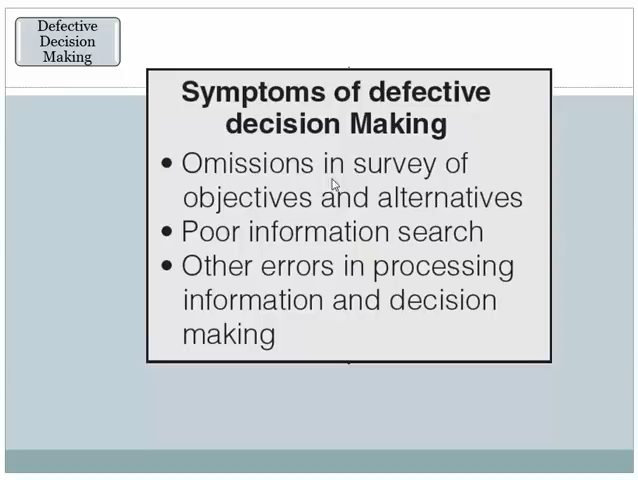 Defective
Decision
Making
Symptoms of defective
decision Making
• Omissions in survey of
objectives and alternatives
• Poor information search
• Other errors in processing
information and decision
making